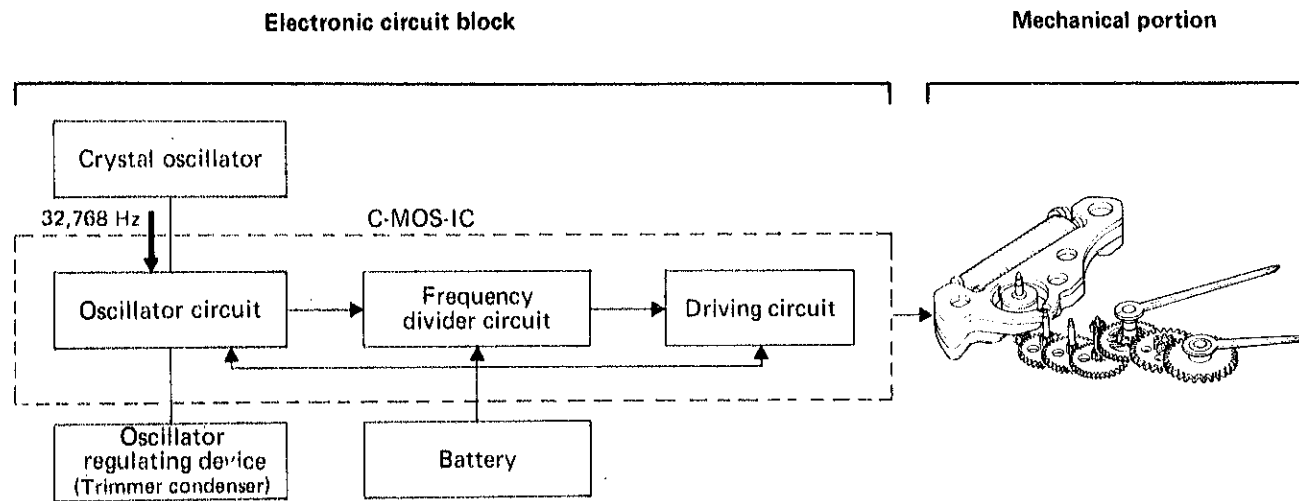 Electronic circuit block
Mechanical portion
Crystal oscillator
32,768 Hz
C-MOS-IC
Oscillator circuit
Frequency
divider circuit
Driving circuit
Oscillator
regulating device
(Trimmer condenser)
Battery